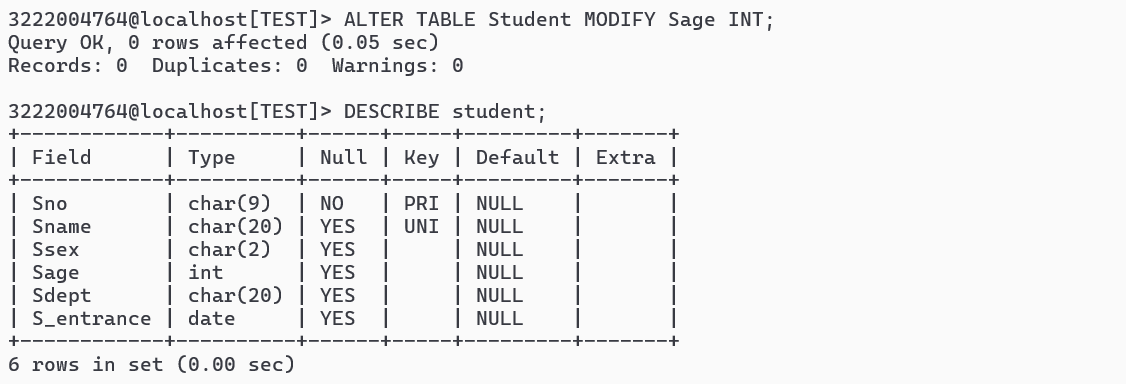 3222004764@localhost[TEST]> ALTER TABLE Student MODIFY Sage INT;
Query OK, 0 rows affected (0.05 sec)
Records: 0  Duplicates: 0  Warnings: 0

3222004764@localhost[TEST]> DESCRIBE student;
+------------+----------+------+-----+---------+-------+
| Field      | Type     | Null | Key | Default | Extra |
+------------+----------+------+-----+---------+-------+
| Sno        | char(9)  | NO   | PRI | NULL    |       |
| Sname      | char(20) | YES  | UNI | NULL    |       |
| Ssex       | char(2)  | YES  |     | NULL    |       |
| Sage       | int      | YES  |     | NULL    |       |
| Sdept      | char(20) | YES  |     | NULL    |       |
| S_entrance | date     | YES  |     | NULL    |       |
+------------+----------+------+-----+---------+-------+
6 rows in set (0.00 sec)